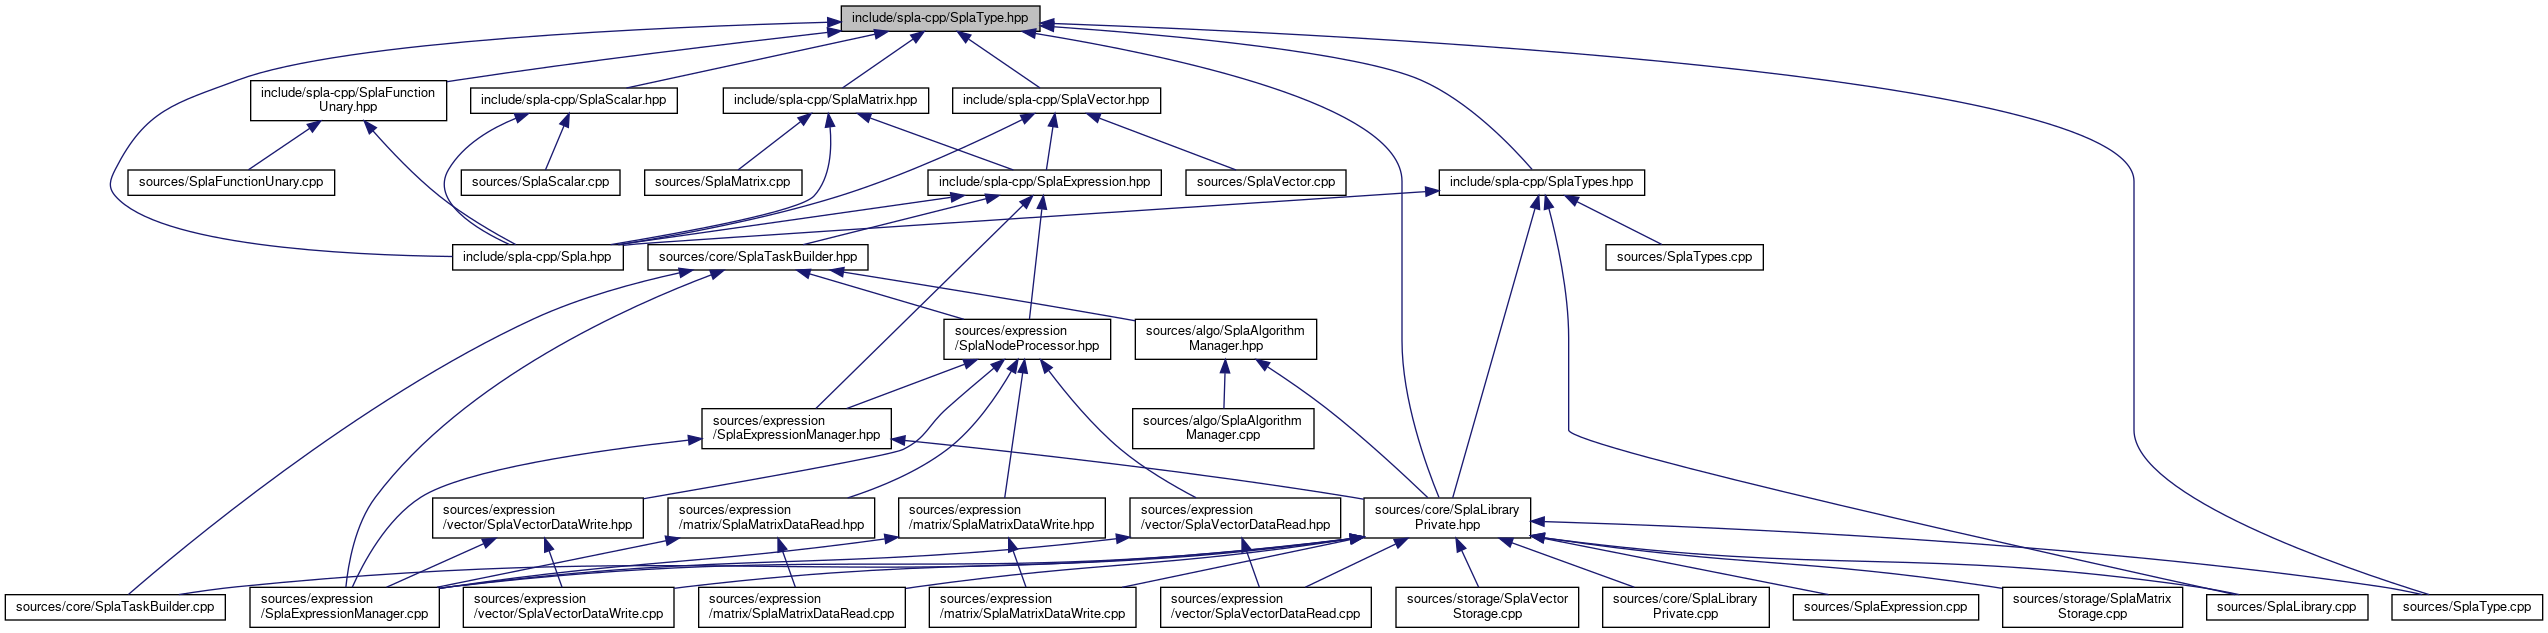 include/spla-cpp/SplaType.hpp
include/spla-cpp/SplaFunction
Unary.hpp
include/spla-cpp/SplaScalar.hpp
include/spla-cpp/SplaMatrix.hpp
include/spla-cpp/SplaVector.hpp
sources/SplaFunctionUnary.cpp
sources/SplaScalar.cpp
sources/SplaMatrix.cpp
include/spla-cpp/SplaExpression.hpp
sources/SplaVector.cpp
include/spla-cpp/SplaTypes.hpp
include/spla-cpp/Spla.hpp
sources/core/SplaTaskBuilder.hpp
sources/SplaTypes.cpp
sources/expression
/SplaNodeProcessor.hpp
sources/algo/SplaAlgorithm
Manager.hpp
sources/expression
/SplaExpressionManager.hpp
sources/algo/SplaAlgorithm
Manager.cpp
sources/expression
/vector/SplaVectorDataWrite.hpp
sources/expression
/matrix/SplaMatrixDataRead.hpp
sources/expression
/matrix/SplaMatrixDataWrite.hpp
sources/expression
/vector/SplaVectorDataRead.hpp
sources/core/SplaLibrary
Private.hpp
sources/core/SplaTaskBuilder.cpp
sources/expression
/SplaExpressionManager.cpp
sources/expression
/vector/SplaVectorDataWrite.cpp
sources/expression
/matrix/SplaMatrixDataRead.cpp
sources/expression
/matrix/SplaMatrixDataWrite.cpp
sources/expression
/vector/SplaVectorDataRead.cpp
sources/storage/SplaVector
Storage.cpp
sources/core/SplaLibrary
Private.cpp
sources/SplaExpression.cpp
sources/storage/SplaMatrix
Storage.cpp
sources/SplaLibrary.cpp
sources/SplaType.cpp